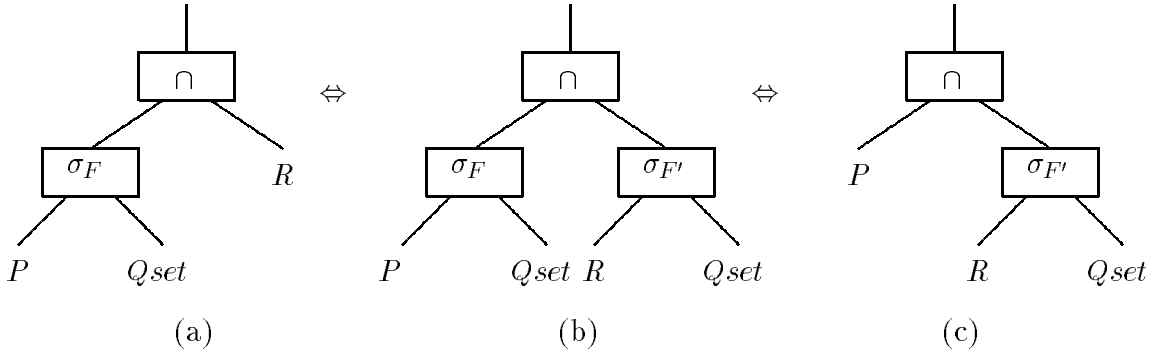 ∩ ⇔ ∩ ⇔ ∩
σ_F R σ_F σ_F′ P σ_F′
P Qset P Qset R Qset R Qset
(a) (b) (c)